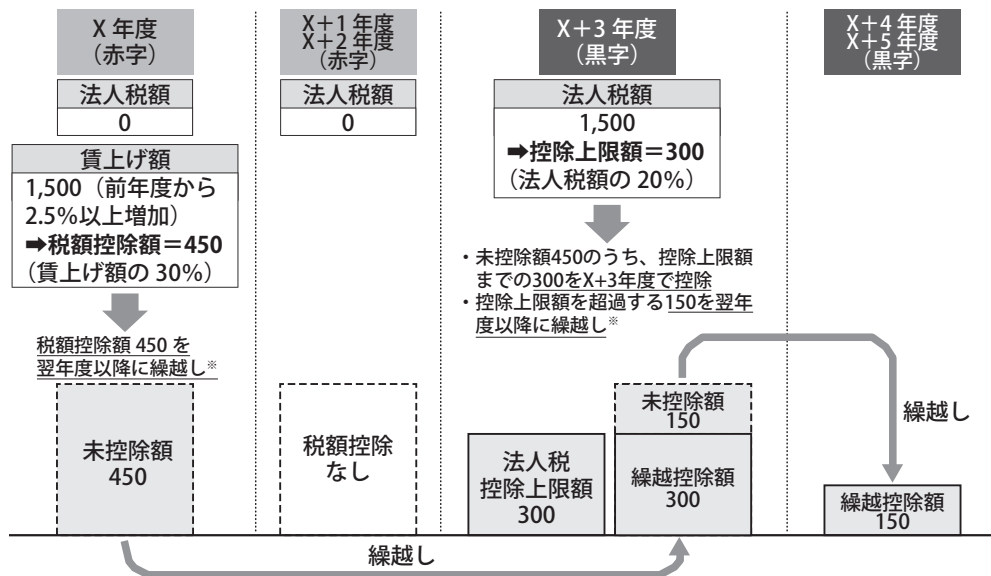 X 年度
（赤字）
法人税額
0
賃上げ額
1,500（前年度から
2.5%以上増加）
➡税額控除額＝450
（賃上げ額の 30%）
税額控除額 450 を
翌年度以降に繰越し※
未控除額
450
X＋1 年度
X＋2 年度
（赤字）
法人税額
0
税額控除
なし
X＋3 年度
（黒字）
法人税額
1,500
➡控除上限額＝300
（法人税額の 20%）
・未控除額450のうち、控除上限額
までの300をX+3年度で控除
・控除上限額を超過する150を翌年
度以降に繰越し※
法人税
控除上限額
300
未控除額
150
繰越控除額
300
X＋4 年度
X＋5 年度
（黒字）
繰越し
繰越控除額
150
繰越し